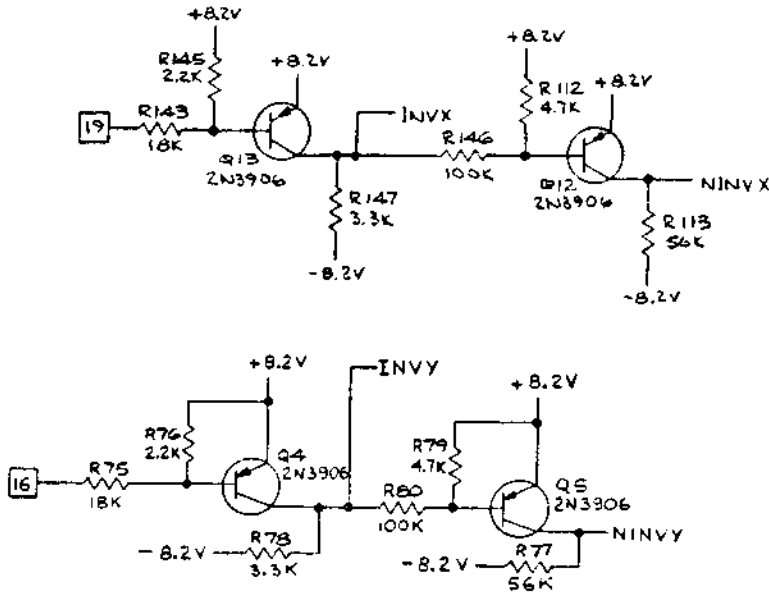 +8.2V
R145
2.2K
+8.2V
+8.2V
R112
4.7K
+8.2V
19
R143
18K
INVX
R146
100K
Q13
2N3906
Q12
2N3906
NINVX
R147
3.3K
R113
56K
-8.2V
-8.2V
+8.2V
INVY
+8.2V
R76
2.2K
Q4
2N3906
R79
4.7K
16
R75
18K
R80
100K
Q5
2N3906
-8.2V
R78
3.3K
NINVY
-8.2V
R77
56K